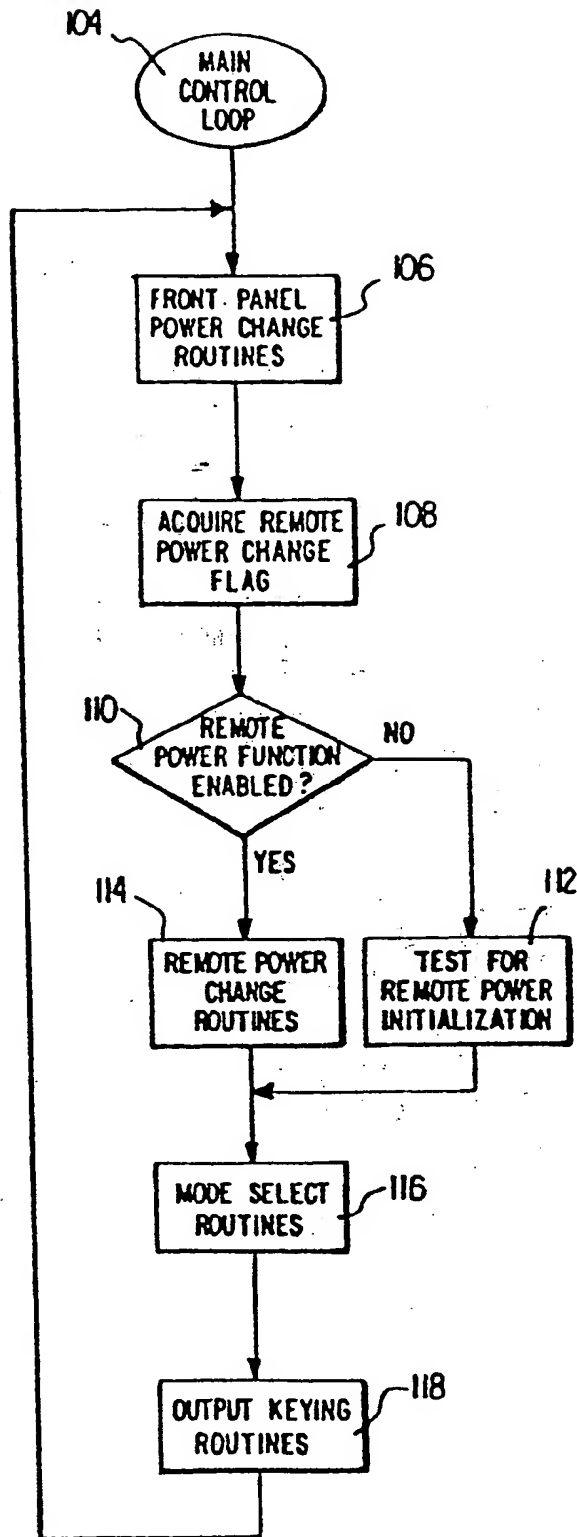 104
MAIN
CONTROL
LOOP
106
FRONT PANEL
POWER CHANGE
ROUTINES
108
ACQUIRE REMOTE
POWER CHANGE
FLAG
110
REMOTE
POWER FUNCTION
ENABLED?
NO
YES
114
REMOTE POWER
CHANGE
ROUTINES
112
TEST FOR
REMOTE POWER
INITIALIZATION
MODE SELECT
ROUTINES
116
OUTPUT KEYING
ROUTINES
118